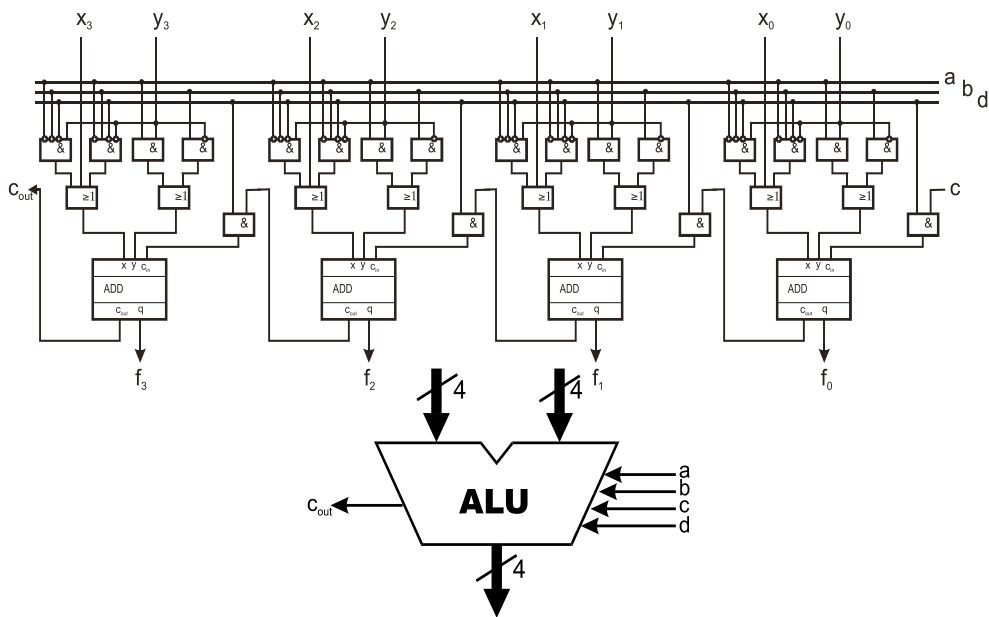 x₃ y₃ x₂ y₂ x₁ y₁ x₀ y₀
a
b
d
& & & & & & & & & & & & & & & &
cₒᵤₜ ≥1 ≥1 ≥1 ≥1 ≥1 ≥1 ≥1 ≥1 c
& & & &
x y cᵢₙ x y cᵢₙ x y cᵢₙ x y cᵢₙ
ADD ADD ADD ADD
cₒᵤₜ q cₒᵤₜ q cₒᵤₜ q cₒᵤₜ q
f₃ f₂ f₁ f₀
4 4
a
b
ALU
cₒᵤₜ c
d
4